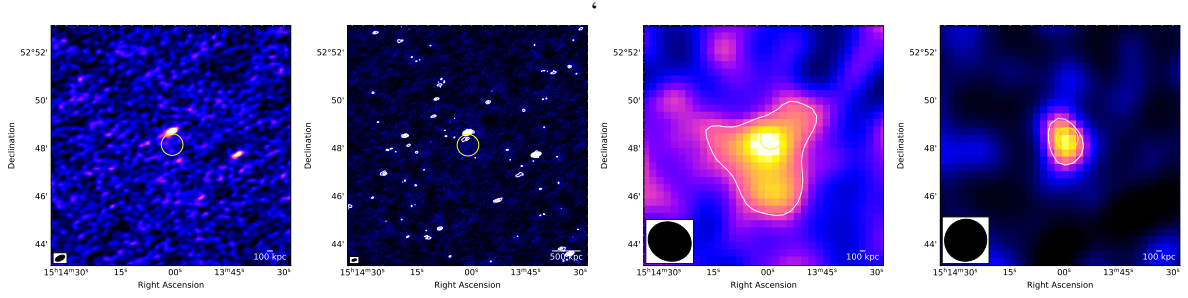 ‘
52°52' 50' 48' 46' 44'
Declination
15ʰ14ᵐ30ˢ 15ˢ 0ˢ 13ᵐ45ˢ 30ˢ
Right Ascension
100 kpc
52°52' 50' 48' 46' 44'
Declination
15ʰ14ᵐ30ˢ 15ˢ 0ˢ 13ᵐ45ˢ 30ˢ
Right Ascension
500 kpc
52°52' 50' 48' 46' 44'
Declination
15ʰ14ᵐ30ˢ 15ˢ 0ˢ 13ᵐ45ˢ 30ˢ
Right Ascension
100 kpc
52°52' 50' 48' 46' 44'
Declination
15ʰ14ᵐ30ˢ 15ˢ 00ˢ 13ᵐ45ˢ 30ˢ
Right Ascension
100 kpc